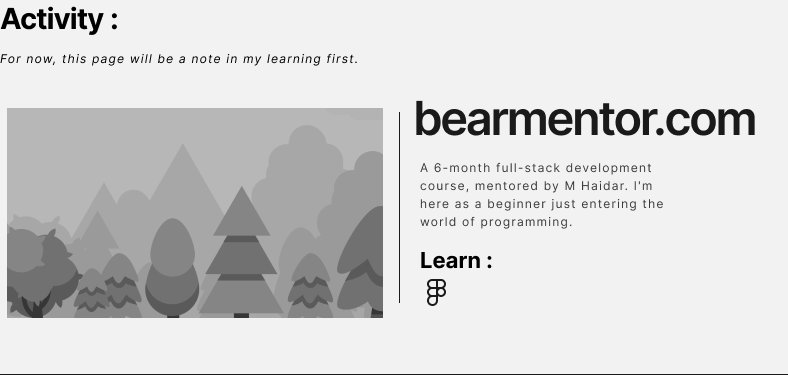 Activity :
For now, this page will be a note in my learning first.
bearmentor.com
A 6-month full-stack development
course, mentored by M Haidar. I'm
here as a beginner just entering the
world of programming.
Learn :